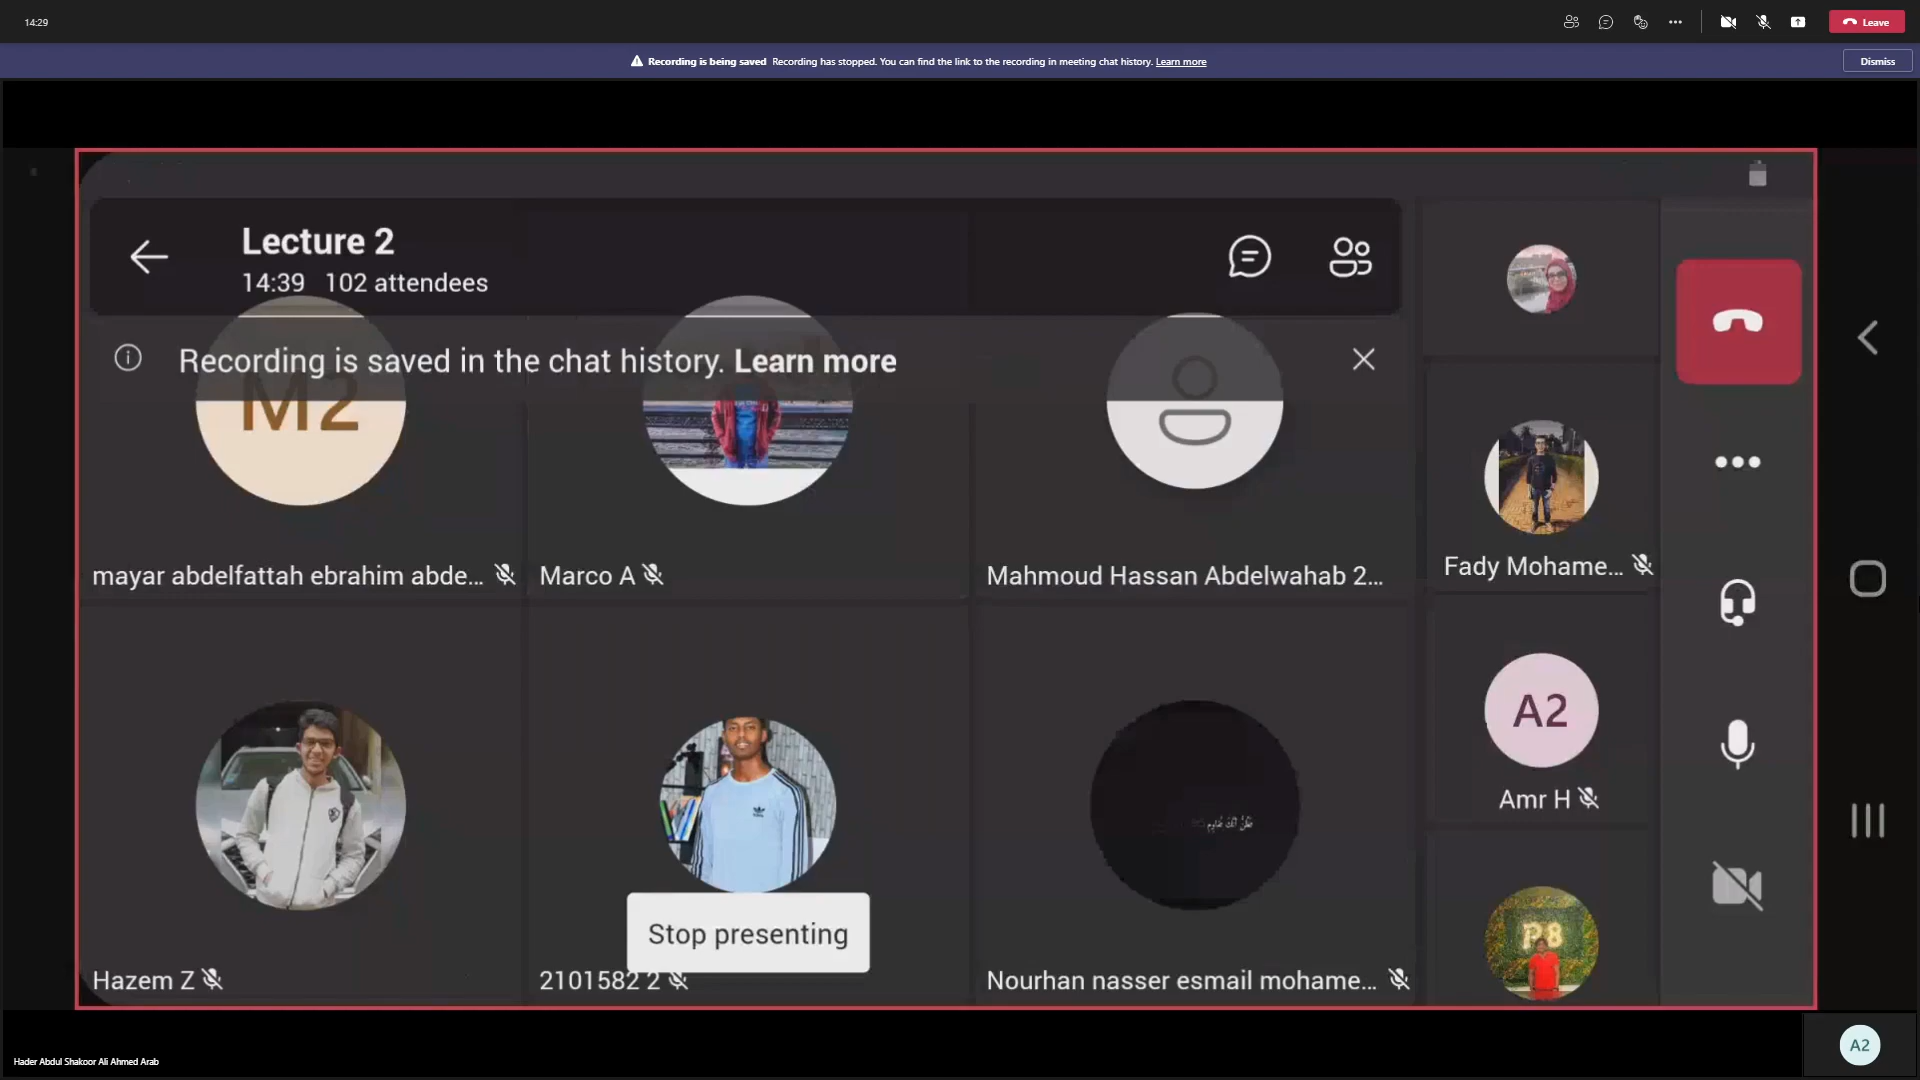 14:29
Leave
Recording is being saved Recording has stopped. You can find the link to the recording in meeting chat history. Learn more
Dismiss
Lecture 2
14:39 102 attendees
Recording is saved in the chat history. Learn more
M2
mayar abdelfattah ebrahim abde...
Marco A
Mahmoud Hassan Abdelwahab 2...
Fady Mohame...
A2
Amr H
P8
Stop presenting
Hazem Z
2101582 2
Nourhan nasser esmail mohame...
Hader Abdul Shakoor Ali Ahmed Arab
A2